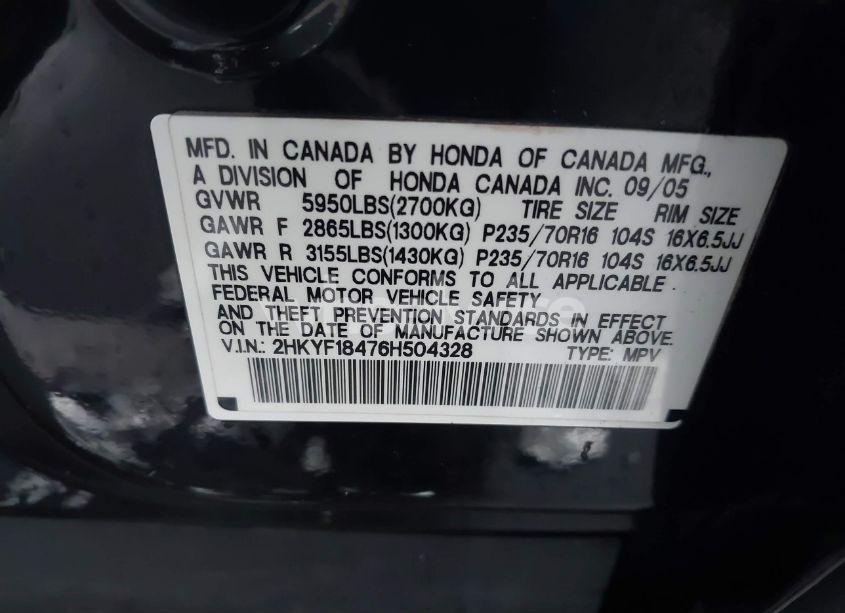 MFD. IN CANADA BY HONDA OF CANADA MFG.,
A DIVISION OF HONDA CANADA INC. 09/05
GVWR 5950LBS(2700KG) TIRE SIZE RIM SIZE
GAWR F 2865LBS(1300KG) P235/70R16 104S 16X6.5JJ
GAWR R 3155LBS(1430KG) P235/70R16 104S 16X6.5JJ
THIS VEHICLE CONFORMS TO ALL APPLICABLE
FEDERAL MOTOR VEHICLE SAFETY
AND THEFT PREVENTION STANDARDS IN EFFECT
ON THE DATE OF MANUFACTURE SHOWN ABOVE.
V.I.N.: 2HKYF18476H504328 TYPE: MPV